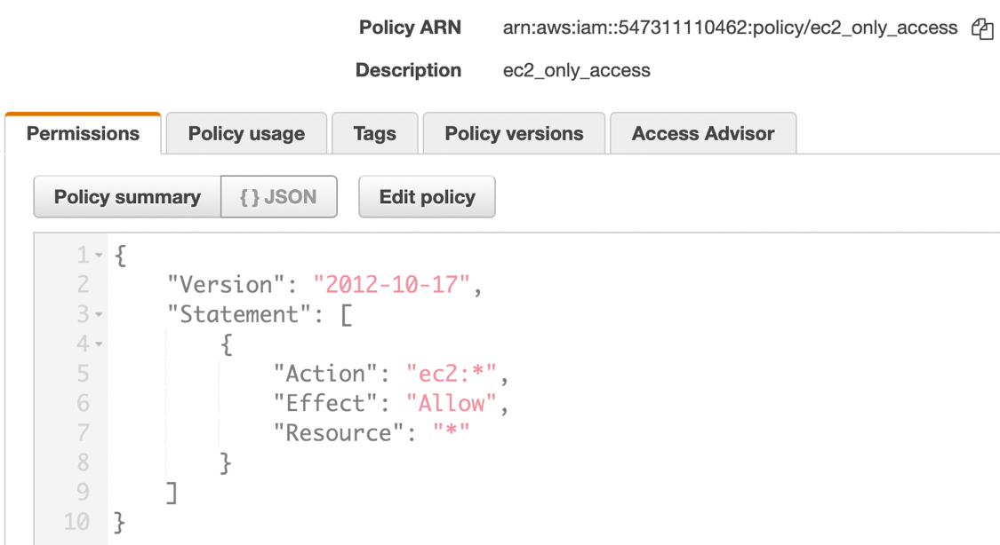 Policy ARN arn:aws:iam::547311110462:policy/ec2_only_access
Description ec2_only_access
Permissions Policy usage Tags Policy versions Access Advisor
Policy summary { } JSON Edit policy
1 {
2 "Version": "2012-10-17",
3 "Statement": [
4 {
5 "Action": "ec2:*",
6 "Effect": "Allow",
7 "Resource": "*"
8 }
9 ]
10 }